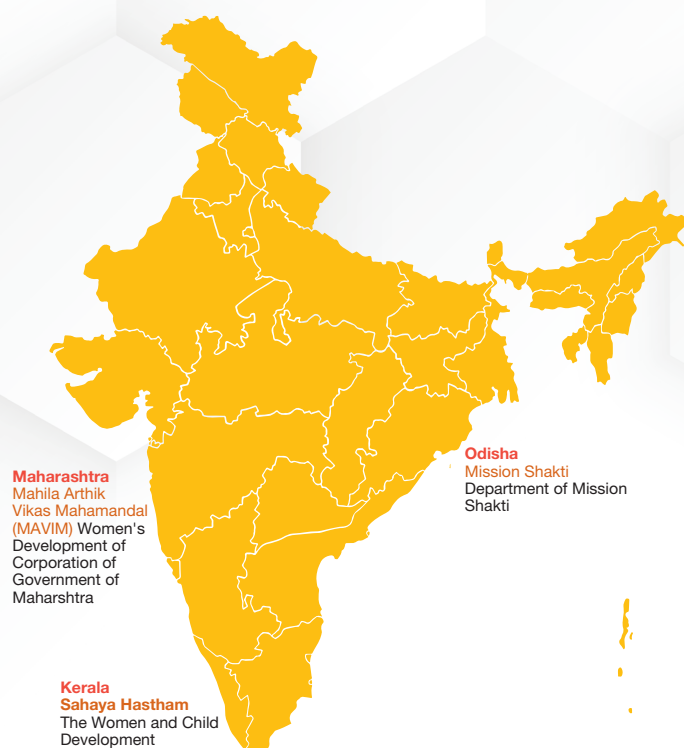 Odisha
Mission Shakti
Department of Mission
Shakti
Maharashtra
Mahila Arthik
Vikas Mahamandal
(MAVIM) Women's
Development of
Corporation of
Government of
Maharshtra
Kerala
Sahaya Hastham
The Women and Child
Development